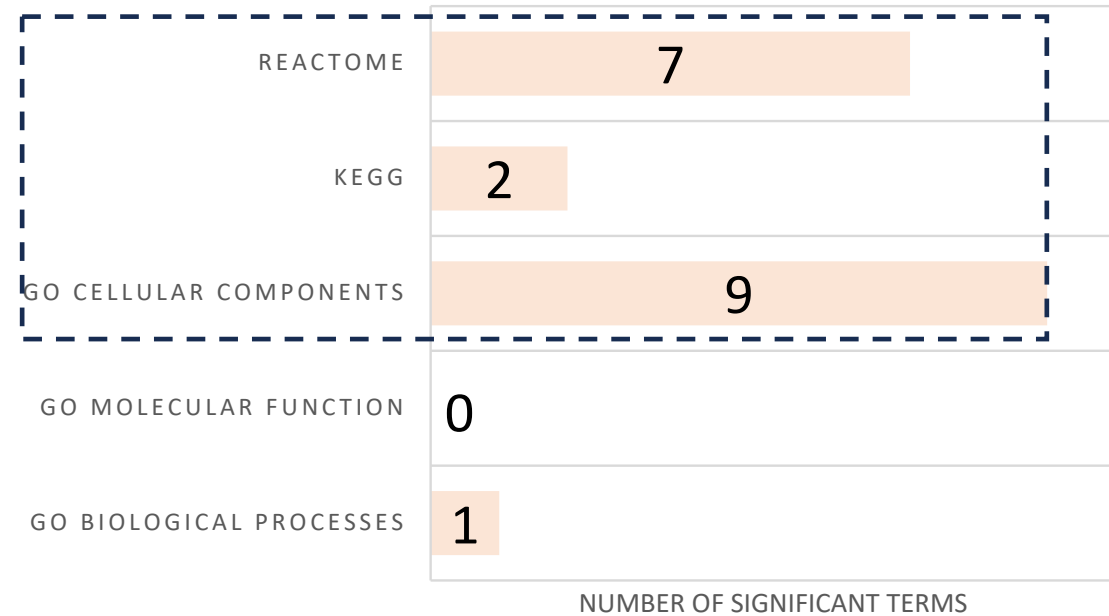 REACTOME
7
KEGG
2
GO CELLULAR COMPONENTS
9
GO MOLECULAR FUNCTION
0
GO BIOLOGICAL PROCESSES
1
NUMBER OF SIGNIFICANT TERMS